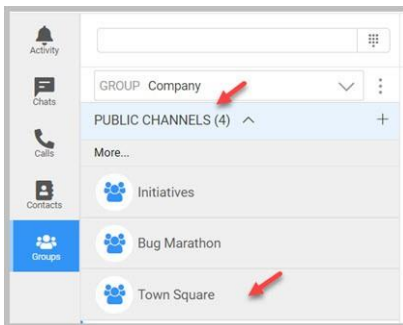 Activity
Chats
Calls
Contacts
Groups
GROUP Company
PUBLIC CHANNELS (4)
More...
Initiatives
Bug Marathon
Town Square